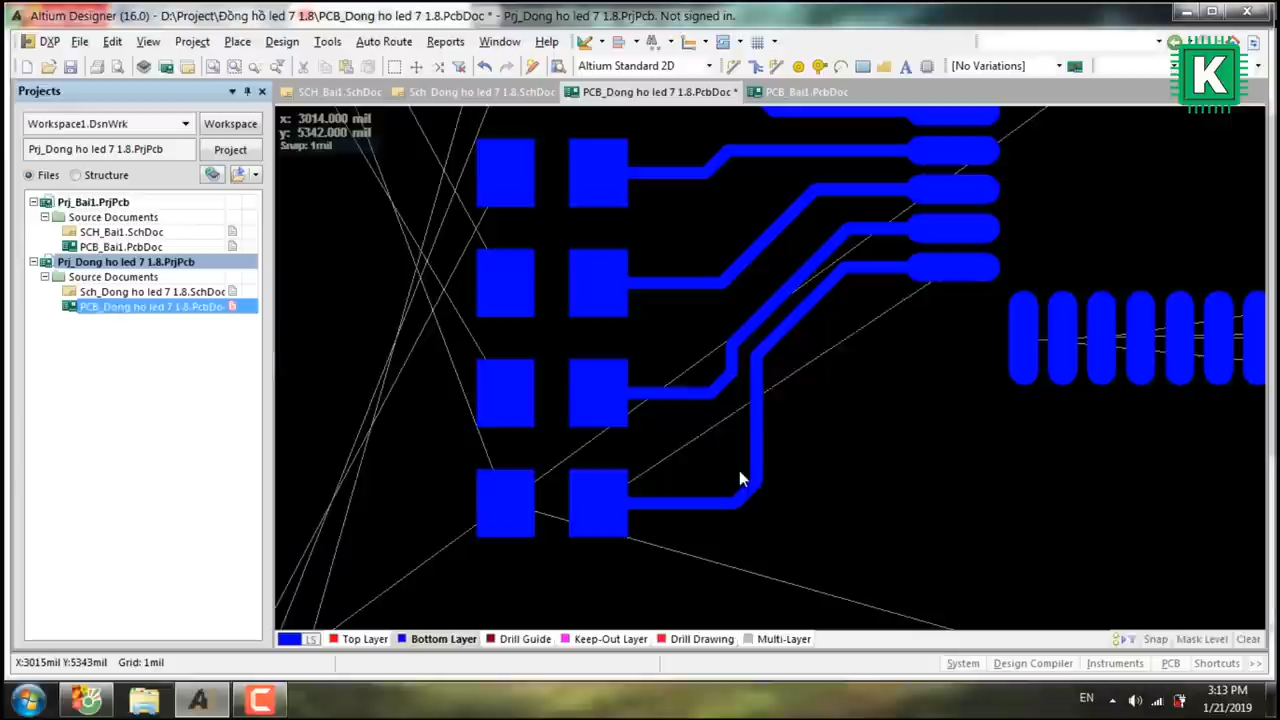 Altium Designer (16.0) - D:\Project\Đồng hồ led 7 1.8\PCB_Dong ho led 7 1.8.PcbDoc * - Prj_Dong ho led 7 1.8.PrjPcb. Not signed in.
DXP File Edit View Project Place Design Tools Auto Route Reports Window Help
Altium Standard 2D
[No Variations]
K
Projects
SCH_Bai1.SchDoc
Sch_Dong ho led 7 1.8.SchDoc
PCB_Dong ho led 7 1.8.PcbDoc *
PCB_Bai1.PcbDoc
Workspace1.DsnWrk
Workspace
Prj_Dong ho led 7 1.8.PrjPcb
Project
Files
Structure
Prj_Bai1.PrjPcb
Source Documents
SCH_Bai1.SchDoc
PCB_Bai1.PcbDoc
Prj_Dong ho led 7 1.8.PrjPcb
Source Documents
Sch_Dong ho led 7 1.8.SchDoc
PCB_Dong ho led 7 1.8.PcbDo
x: 3014.000 mil
y: 5342.000 mil
Snap: 1mil
LS Top Layer Bottom Layer Drill Guide Keep-Out Layer Drill Drawing Multi-Layer
Snap Mask Level Clear
X:3015mil Y:5343mil Grid: 1mil
System Design Compiler Instruments PCB Shortcuts >>
EN
3:13 PM
1/21/2019